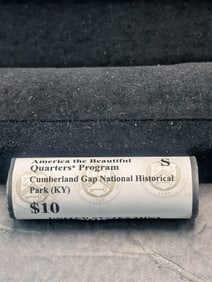 America the Beautiful
Quarters® Program S
Cumberland Gap National Historical
Park (KY)
$10